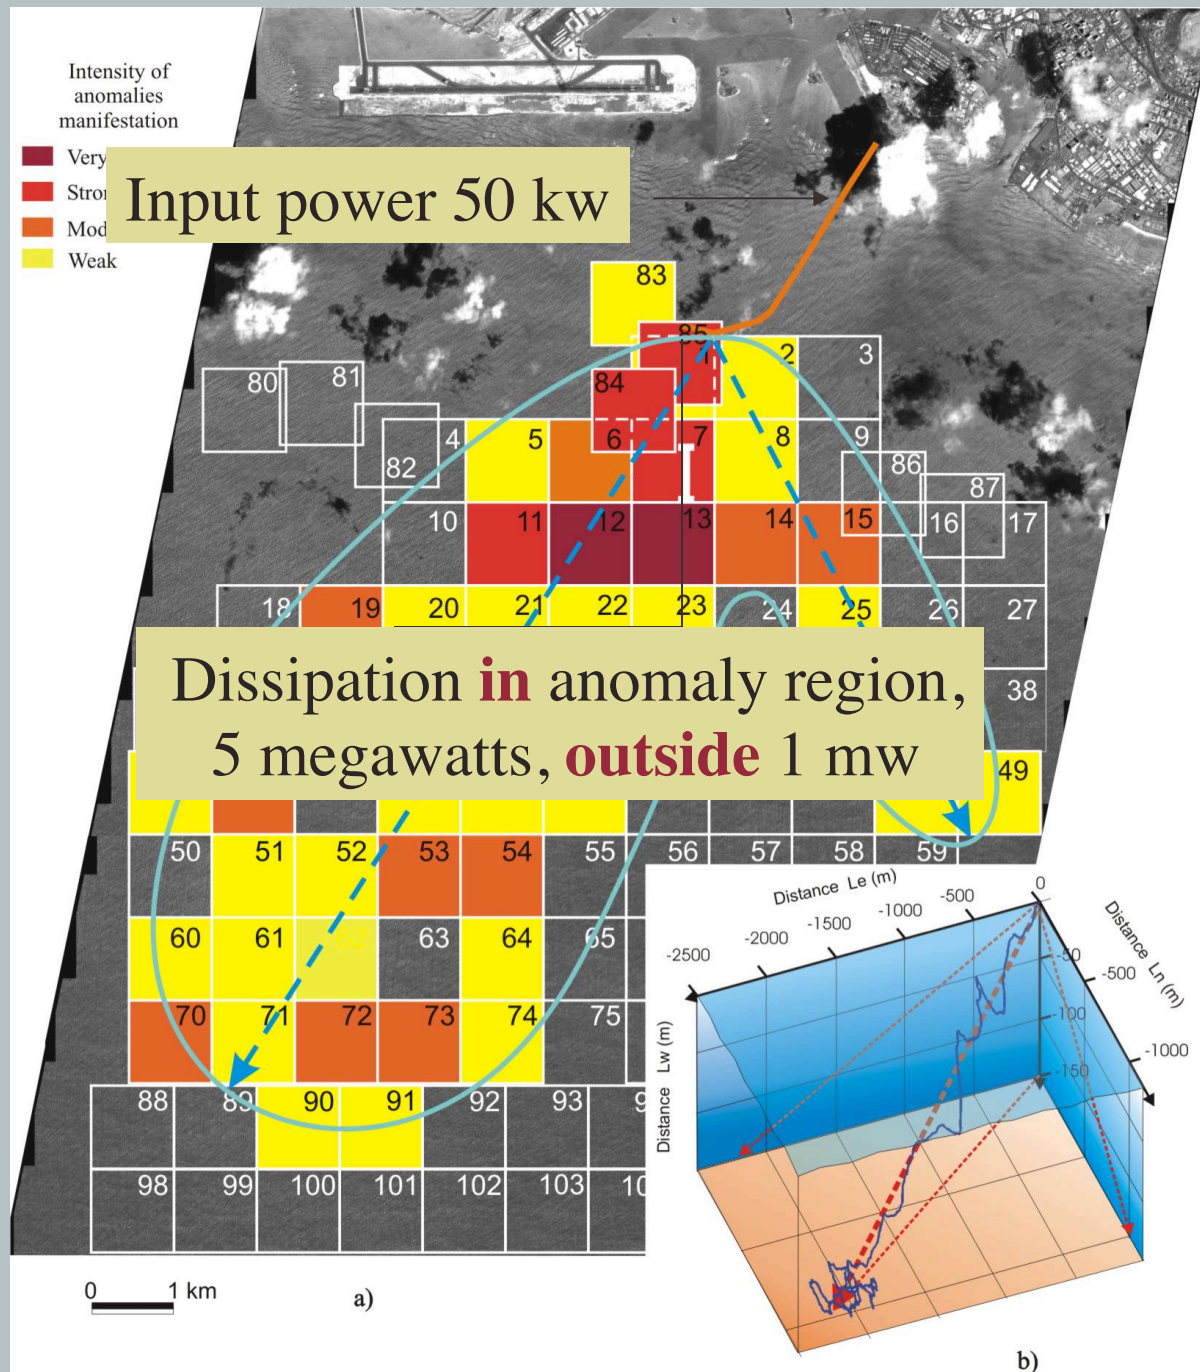 Intensity of
anomalies
manifestation
Very
Weak
Input power 50 kw
83
85
80 81 84 1 2 3
82 4 5 6 7 8 9
86
87
10 11 12 13 14 15 16 17
18 19 20 21 22 23 24 25 26 27
Dissipation in anomaly region,
5 megawatts, outside 1 mw
38
49
50 51 52 53 54 55 56 57 58 59
60 61 63 64 65
70 71 72 73 74 75
88 89 90 91 92 93
98 99 100 101 102 103
0 1 km
a)
Distance Le (m)
0
-500
-1000
-1500
-2000
-2500
Distance Ln (m)
-500
-1000
-50
-100
-150
Distance Lw (m)
b)